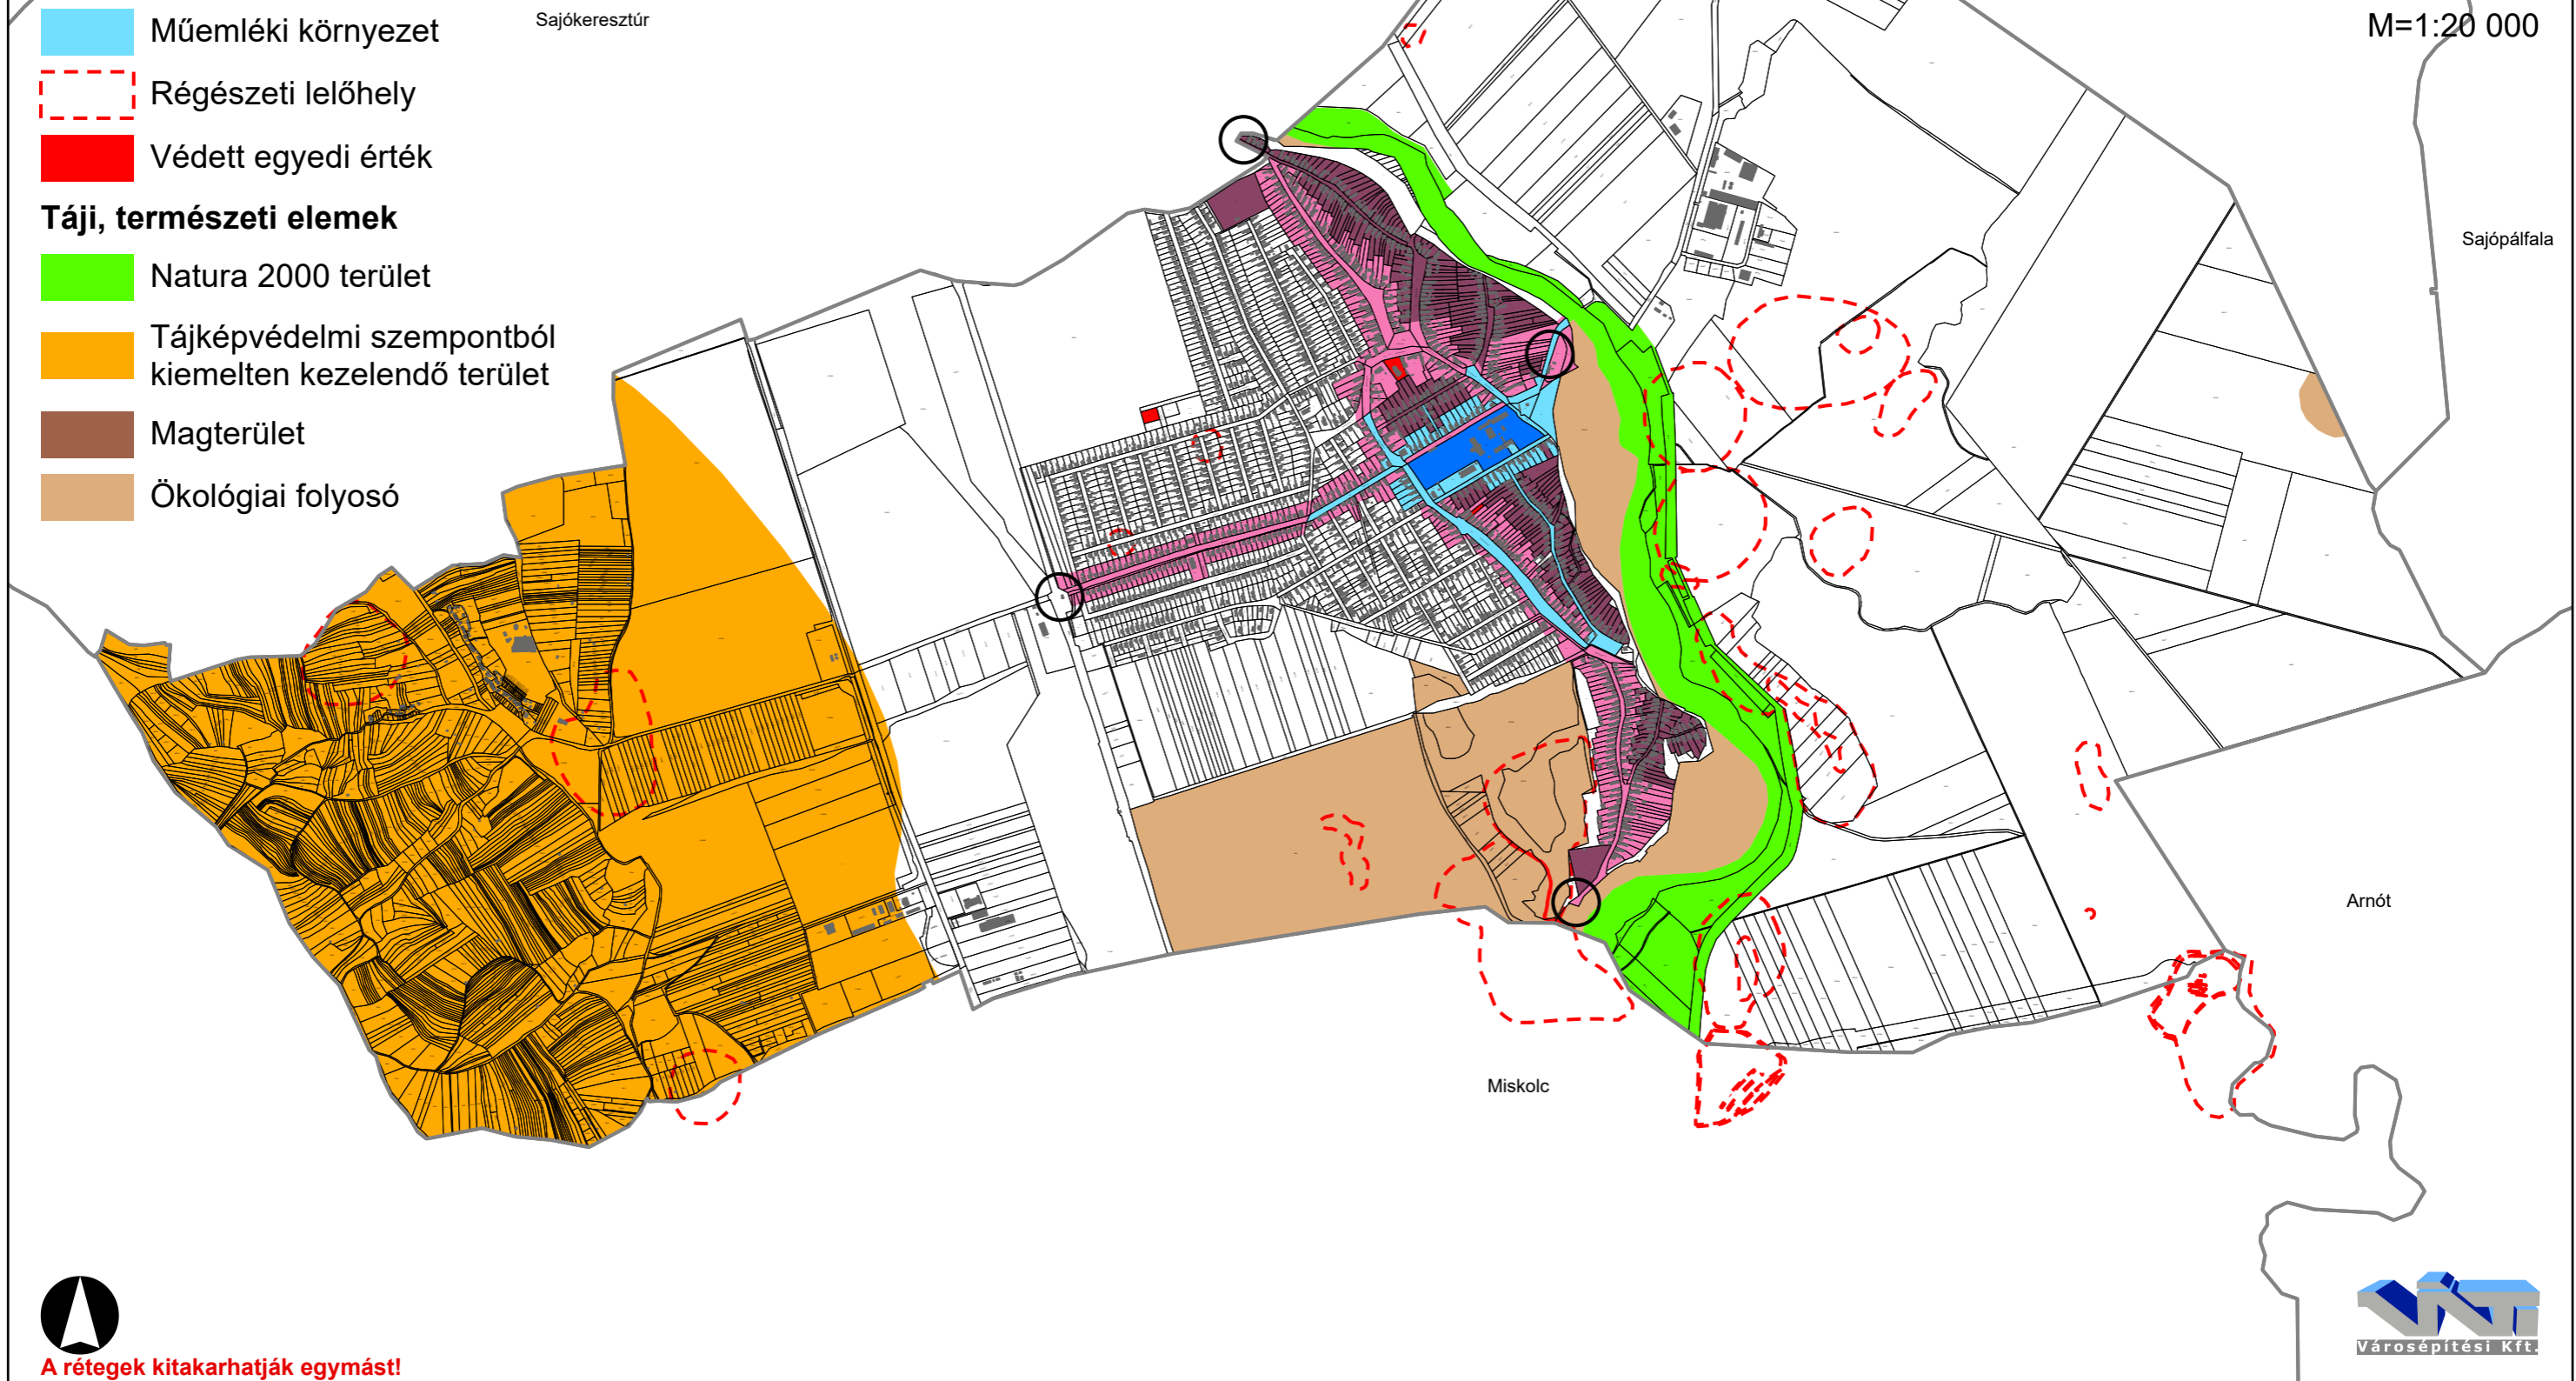 Műemléki környezet
Sajókeresztúr
M=1:20 000
Régészeti lelőhely
Védett egyedi érték
Táji, természeti elemek
Sajópálfala
Natura 2000 terület
Tájképvédelmi szempontból
kiemelten kezelendő terület
Magterület
Ökológiai folyosó
Arnót
Miskolc
Városépítési Kft.
A rétegek kitakarhatják egymást!